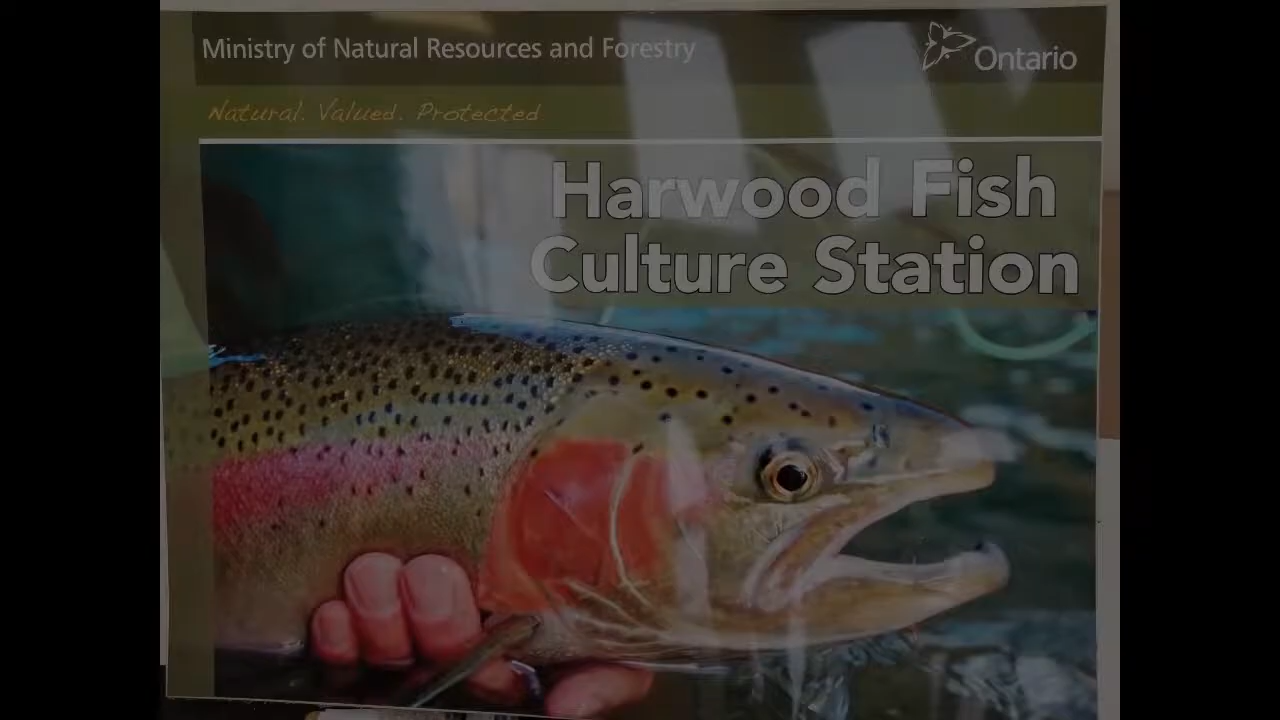 Ministry of Natural Resources and Forestry
Ontario
Natural. Valued. Protected.
Harwood Fish
Culture Station